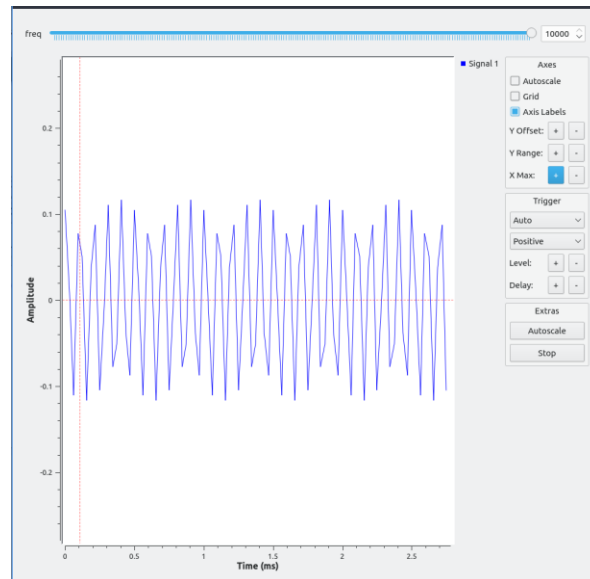 freq 10000
Signal 1
Axes
Autoscale
Grid
Axis Labels
Y Offset: + -
Y Range: + -
X Max: + -
Trigger
Auto
Positive
Level: + -
Delay: + -
Extras
Autoscale
Stop
Amplitude
0.2
0.1
0
-0.1
-0.2
0 0.5 1 1.5 2 2.5
Time (ms)